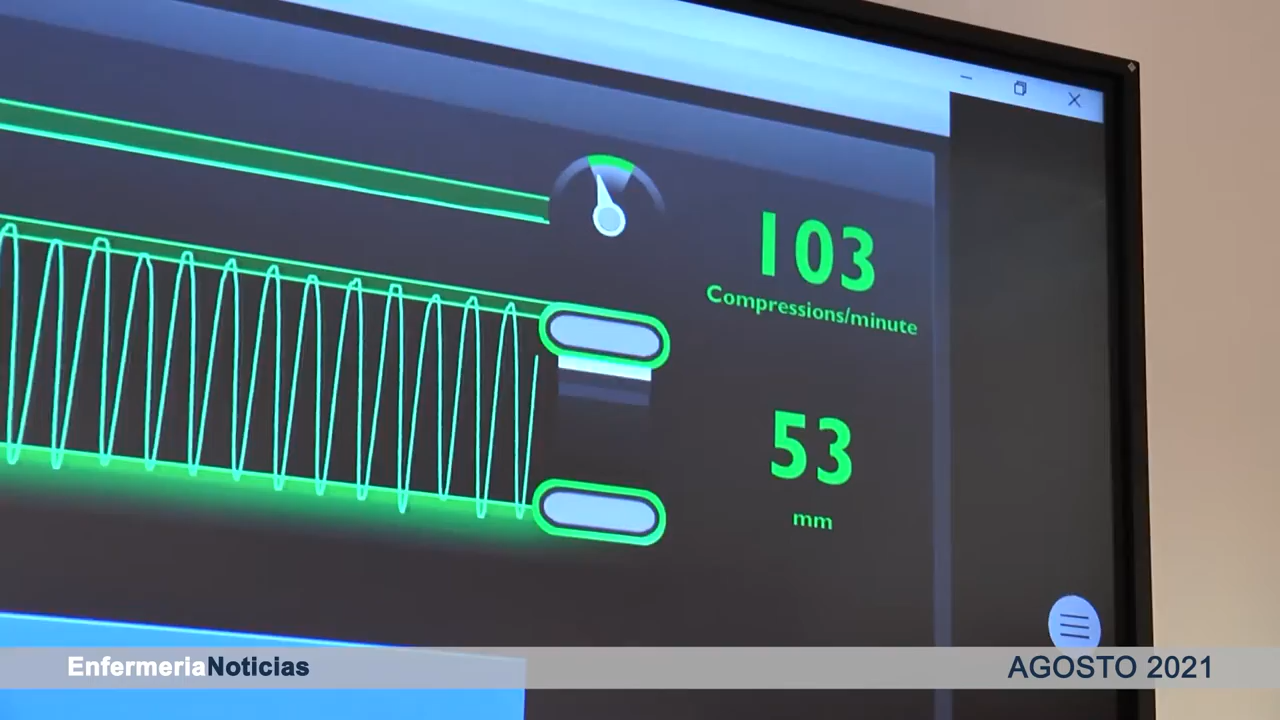 103
Compressions/minute
53
mm
EnfermeriaNoticias
AGOSTO 2021